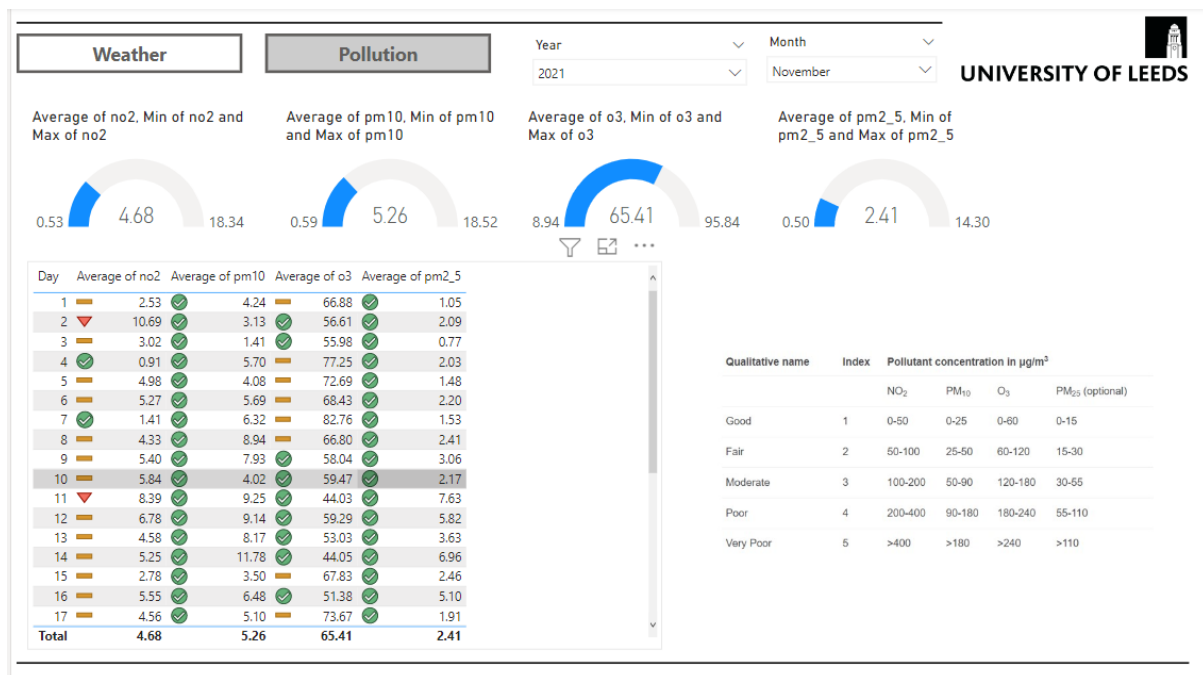 Weather
Pollution
Year
2021
Month
November
UNIVERSITY OF LEEDS
Average of no2, Min of no2 and
Max of no2
0.53
4.68
18.34
Average of pm10, Min of pm10
and Max of pm10
0.59
5.26
18.52
Average of o3, Min of o3 and
Max of o3
8.94
65.41
95.84
Average of pm2_5, Min of
pm2_5 and Max of pm2_5
0.50
2.41
14.30
Day Average of no2 Average of pm10 Average of o3 Average of pm2_5
1 2.53 4.24 66.88 1.05
2 10.69 3.13 56.61 2.09
3 3.02 1.41 55.98 0.77
4 0.91 5.70 77.25 2.03
5 4.98 4.08 72.69 1.48
6 5.27 5.69 68.43 2.20
7 1.41 6.32 82.76 1.53
8 4.33 8.94 66.80 2.41
9 5.40 7.93 58.04 3.06
10 5.84 4.02 59.47 2.17
11 8.39 9.25 44.03 7.63
12 6.78 9.14 59.29 5.82
13 4.58 8.17 53.03 3.63
14 5.25 11.78 44.05 6.96
15 2.78 3.50 67.83 2.46
16 5.55 6.48 51.38 5.10
17 4.56 5.10 73.67 1.91
Total 4.68 5.26 65.41 2.41
Qualitative name Index Pollutant concentration in μg/m³
NO₂ PM₁₀ O₃ PM₂₅ (optional)
Good 1 0-50 0-25 0-60 0-15
Fair 2 50-100 25-50 60-120 15-30
Moderate 3 100-200 50-90 120-180 30-55
Poor 4 200-400 90-180 180-240 55-110
Very Poor 5 >400 >180 >240 >110